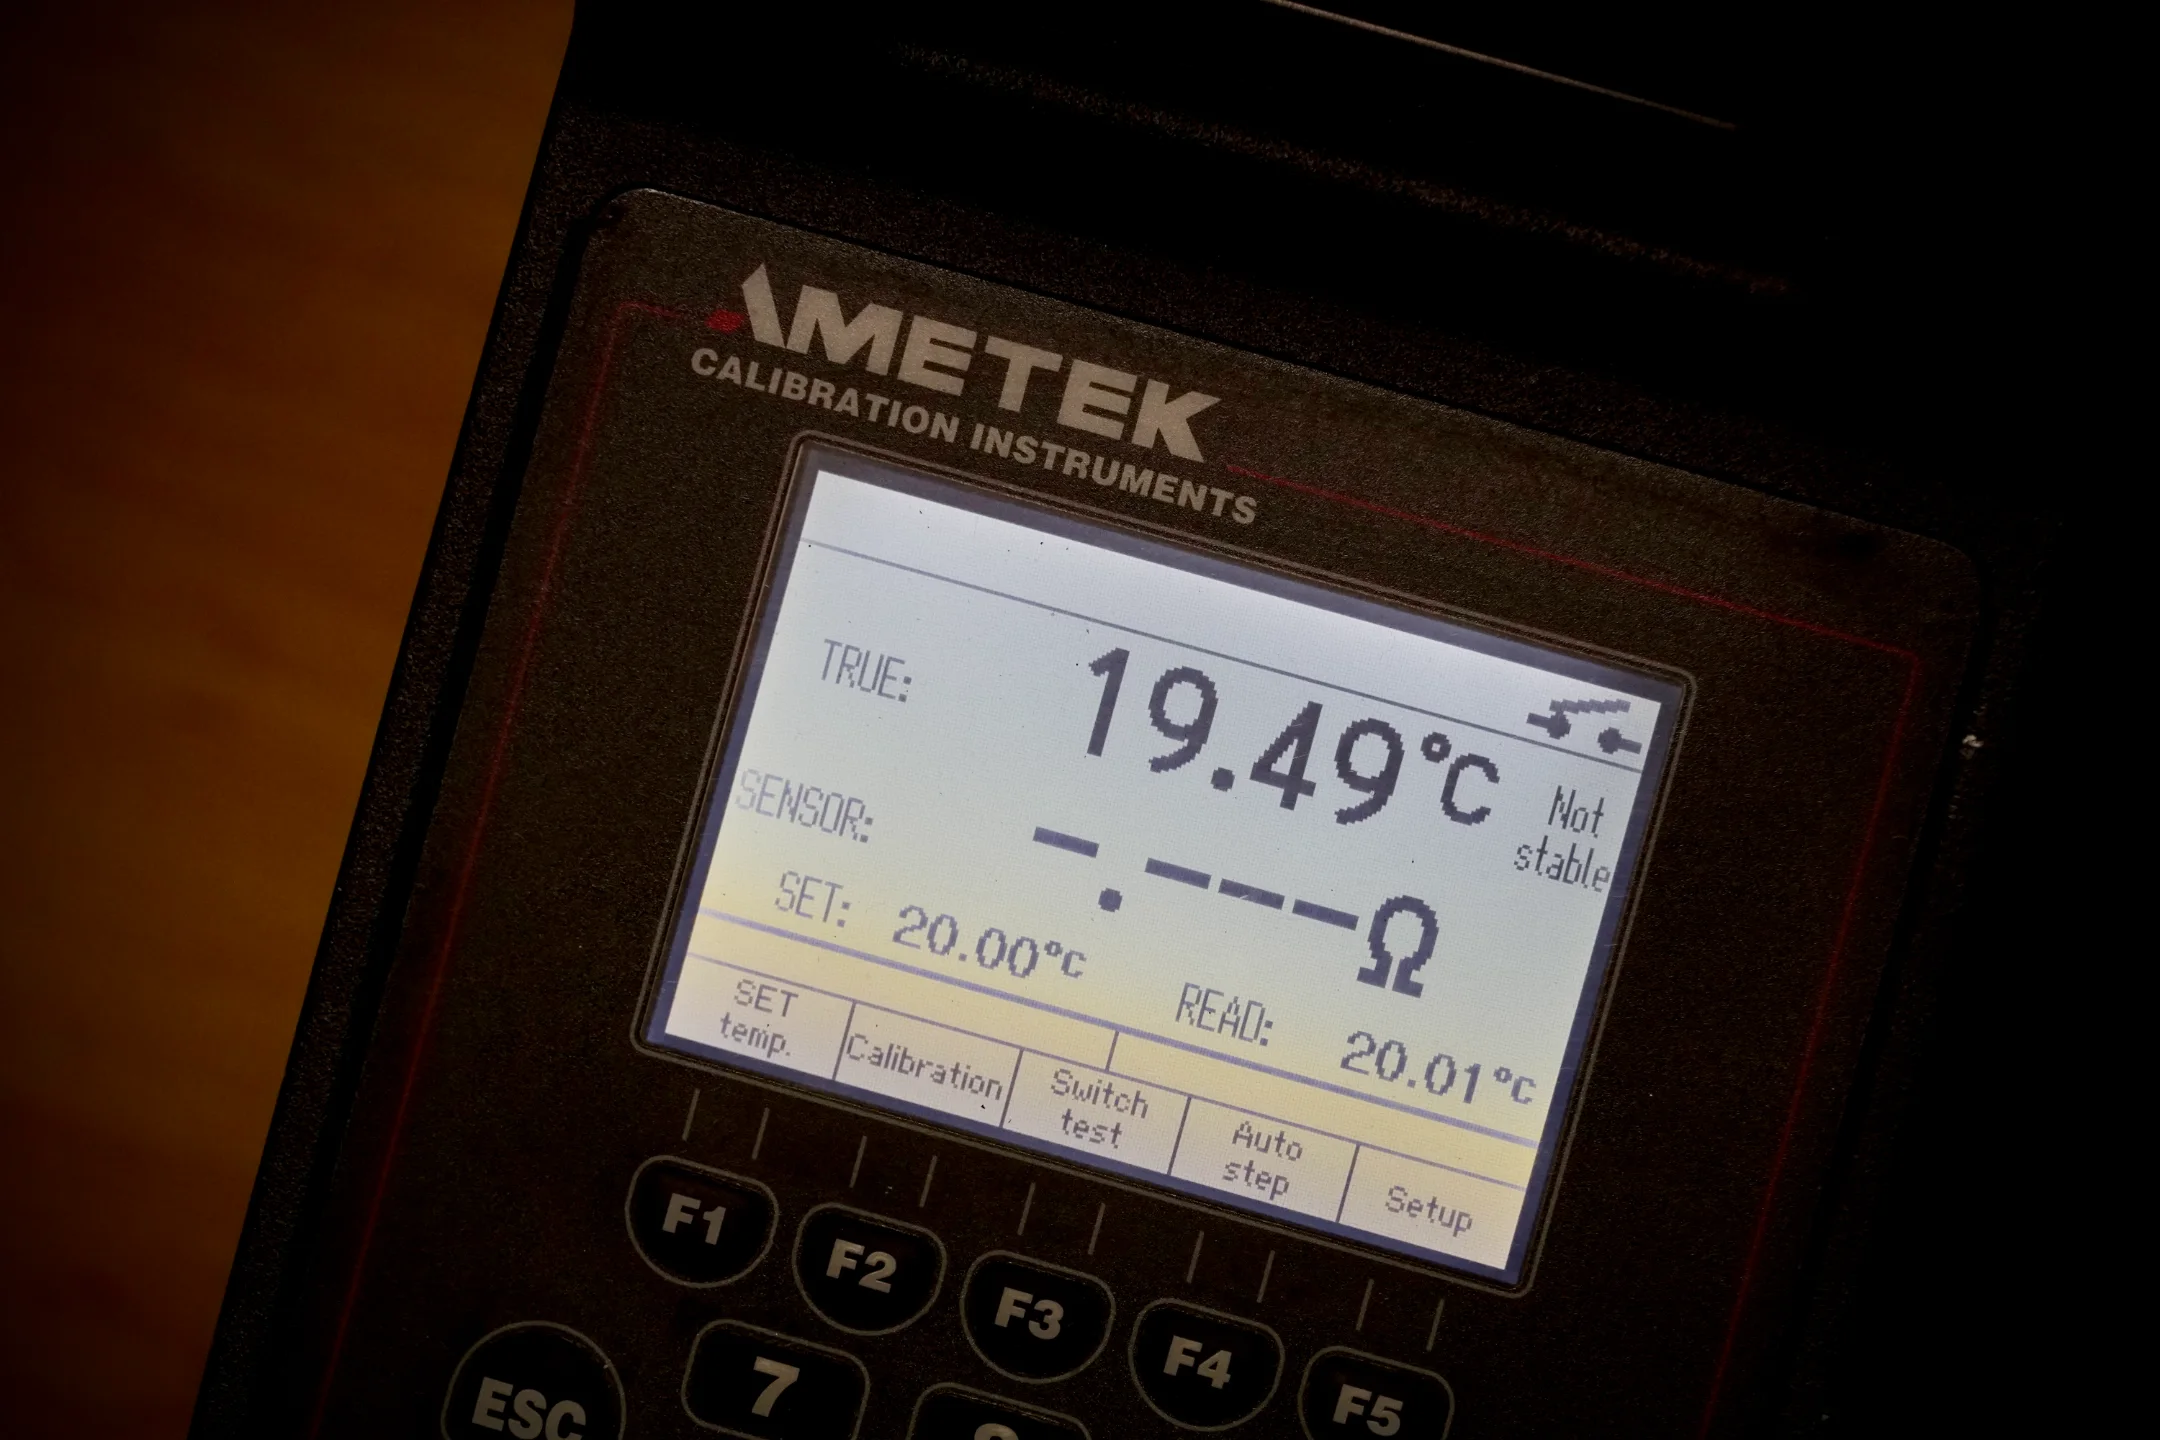 AMETEK
CALIBRATION INSTRUMENTS
TRUE: 19.49°C
Not
stable
SENSOR: -.---Ω
SET: 20.00°C
READ: 20.01°C
SET
temp.
Calibration
Switch
test
Auto
step
Setup
F1
F2
F3
F4
F5
ESC
7